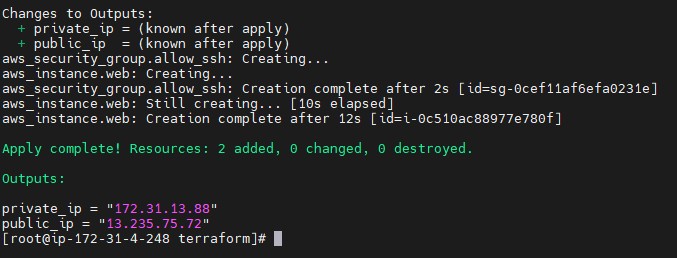 Changes to Outputs:
  + private_ip = (known after apply)
  + public_ip  = (known after apply)
aws_security_group.allow_ssh: Creating...
aws_instance.web: Creating...
aws_security_group.allow_ssh: Creation complete after 2s [id=sg-0cef11af6efa0231e]
aws_instance.web: Still creating... [10s elapsed]
aws_instance.web: Creation complete after 12s [id=i-0c510ac88977e780f]
Apply complete! Resources: 2 added, 0 changed, 0 destroyed.
Outputs:
private_ip = "172.31.13.88"
public_ip = "13.235.75.72"
[root@ip-172-31-4-248 terraform]#